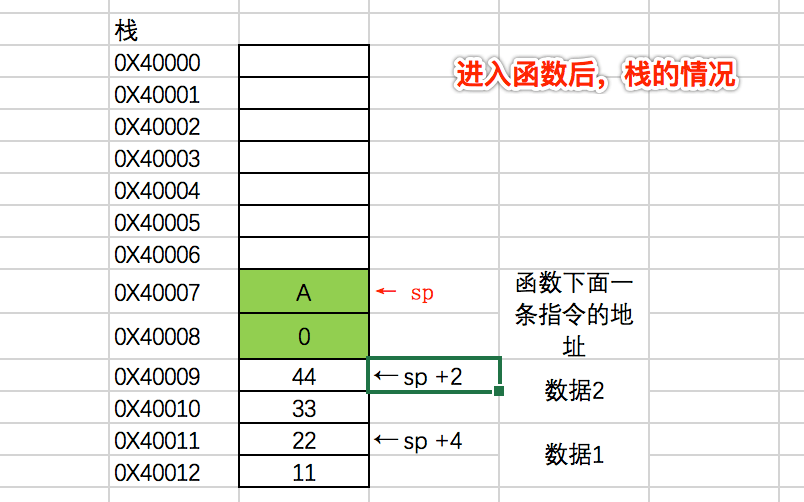 栈
0X40000
进入函数后，栈的情况
0X40001
0X40002
0X40003
0X40004
0X40005
0X40006
0X40007 A ← sp
函数下面一
条指令的地
址
0X40008 0
0X40009 44 ← sp +2
数据2
0X40010 33
0X40011 22 ← sp +4
数据1
0X40012 11